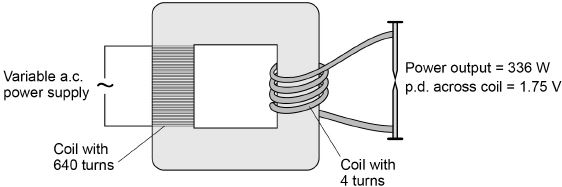 Variable a.c.
power supply
~
Power output = 336 W
p.d. across coil = 1.75 V
Coil with
640 turns
Coil with
4 turns